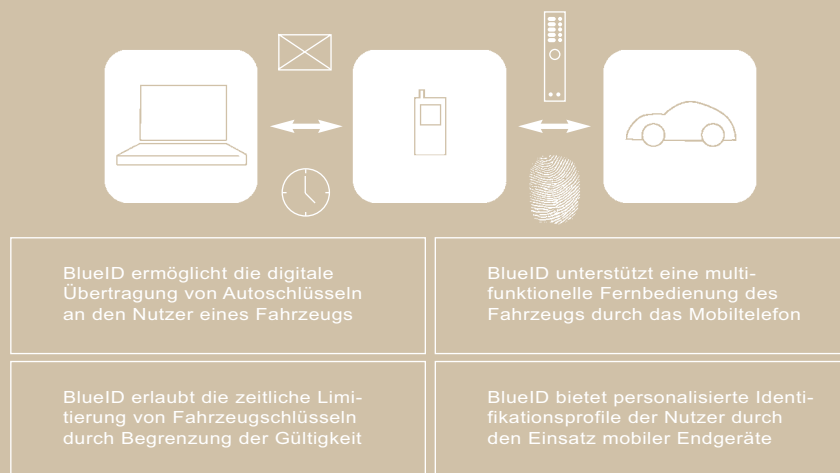 BlueID ermöglicht die digitale
Übertragung von Autoschlüsseln
an den Nutzer eines Fahrzeugs
BlueID unterstützt eine multi-
funktionelle Fernbedienung des
Fahrzeugs durch das Mobiltelefon
BlueID erlaubt die zeitliche Limi-
tierung von Fahrzeugschlüsseln
durch Begrenzung der Gültigkeit
BlueID bietet personalisierte Identi-
fikationsprofile der Nutzer durch
den Einsatz mobiler Endgeräte